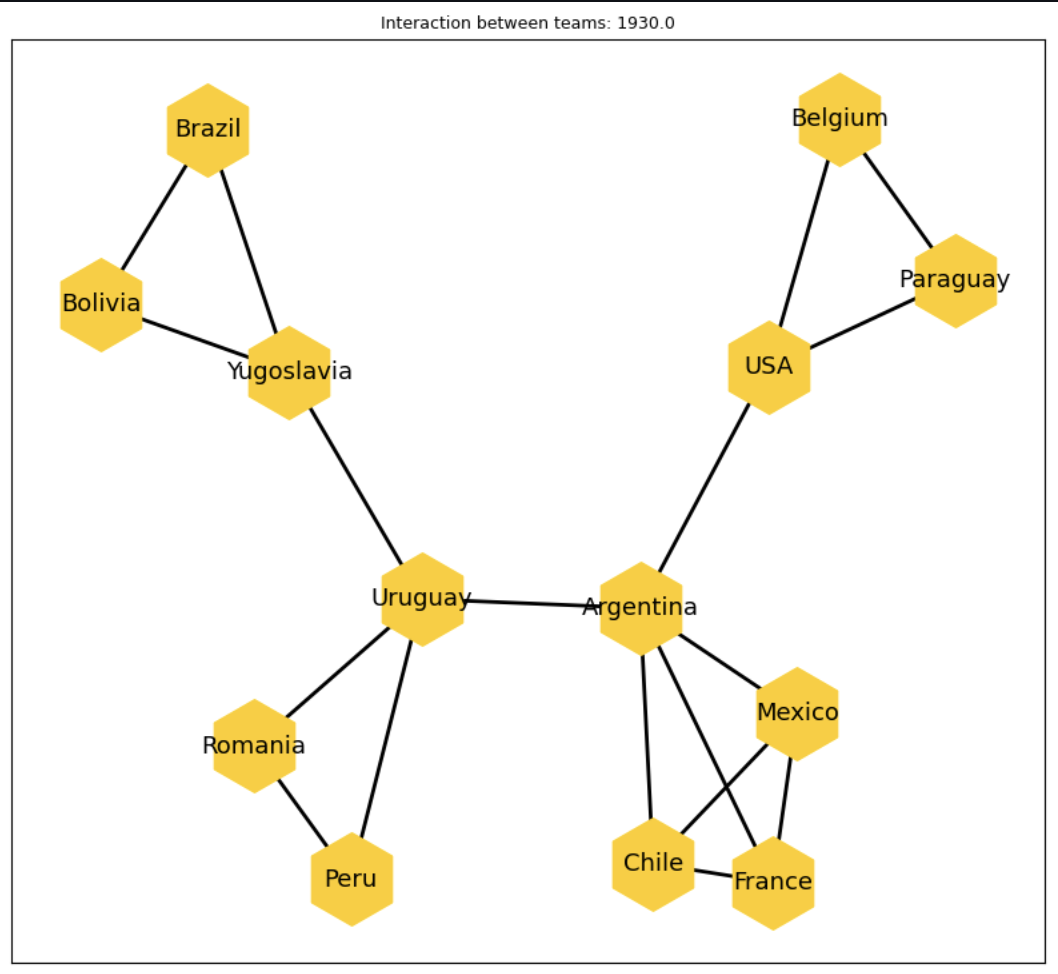 Interaction between teams: 1930.0
Belgium
Brazil
Paraguay
Bolivia
USA
Yugoslavia
Uruguay
Argentina
Mexico
Romania
Chile
Peru
France